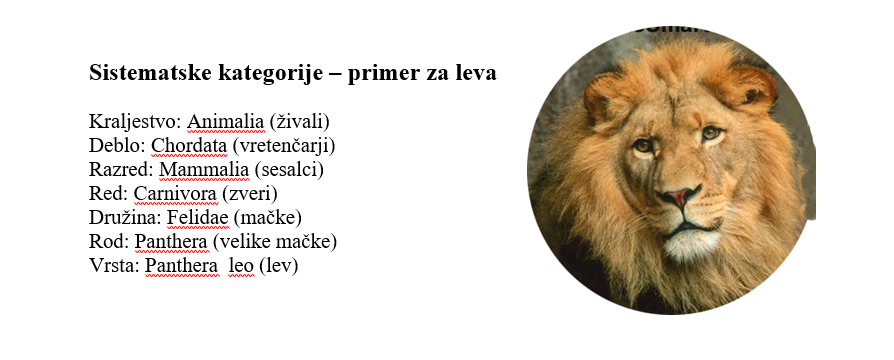 Sistematske kategorije – primer za leva
Kraljestvo: Animalia (živali)
Deblo: Chordata (vretenčarji)
Razred: Mammalia (sesalci)
Red: Carnivora (zveri)
Družina: Felidae (mačke)
Rod: Panthera (velike mačke)
Vrsta: Panthera  leo (lev)